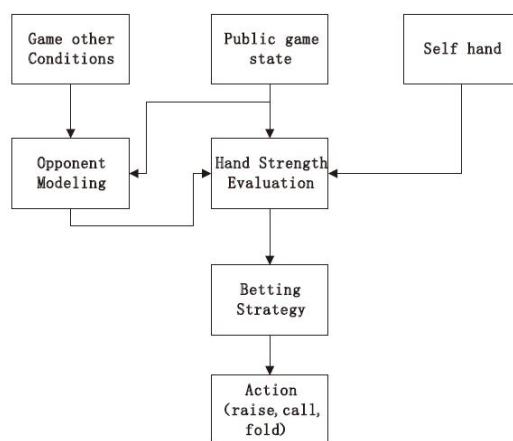 Game other
Conditions
Public game
state
Self hand
Opponent
Modeling
Hand Strength
Evaluation
Betting
Strategy
Action
(raise,call,
fold)